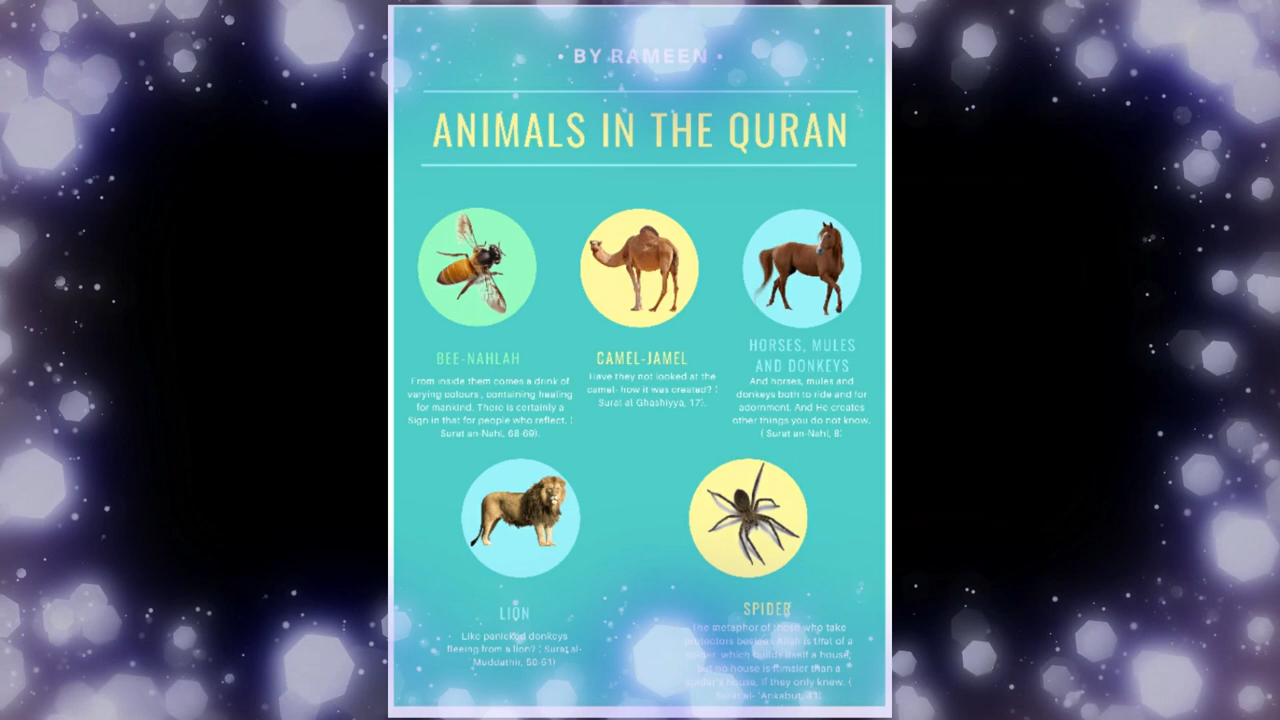 • BY RAMEEN •
ANIMALS IN THE QURAN
BEE-NAHLAH
From inside them comes a drink of
varying colours , containing healing
for mankind. There is certainly a
Sign in that for people who reflect. (
Surat an-Nahl, 68-69).
CAMEL-JAMEL
Have they not looked at the
camel- how it was created? (
Surat al Ghashiyya, 17).
HORSES, MULES
AND DONKEYS
And horses, mules and
donkeys both to ride and for
adornment. And He creates
other things you do not know.
( Surat an-Nahl, 8)
LION
Like panicked donkeys
fleeing from a lion? ( Surat al-
Muddathir, 50-51)
SPIDER
The metaphor of those who take
protectors besides Allah is that of a
spider which builds itself a house;
but no house is flimsier than a
spider's house, if they only knew. (
Surat al- 'Ankabut, 41)